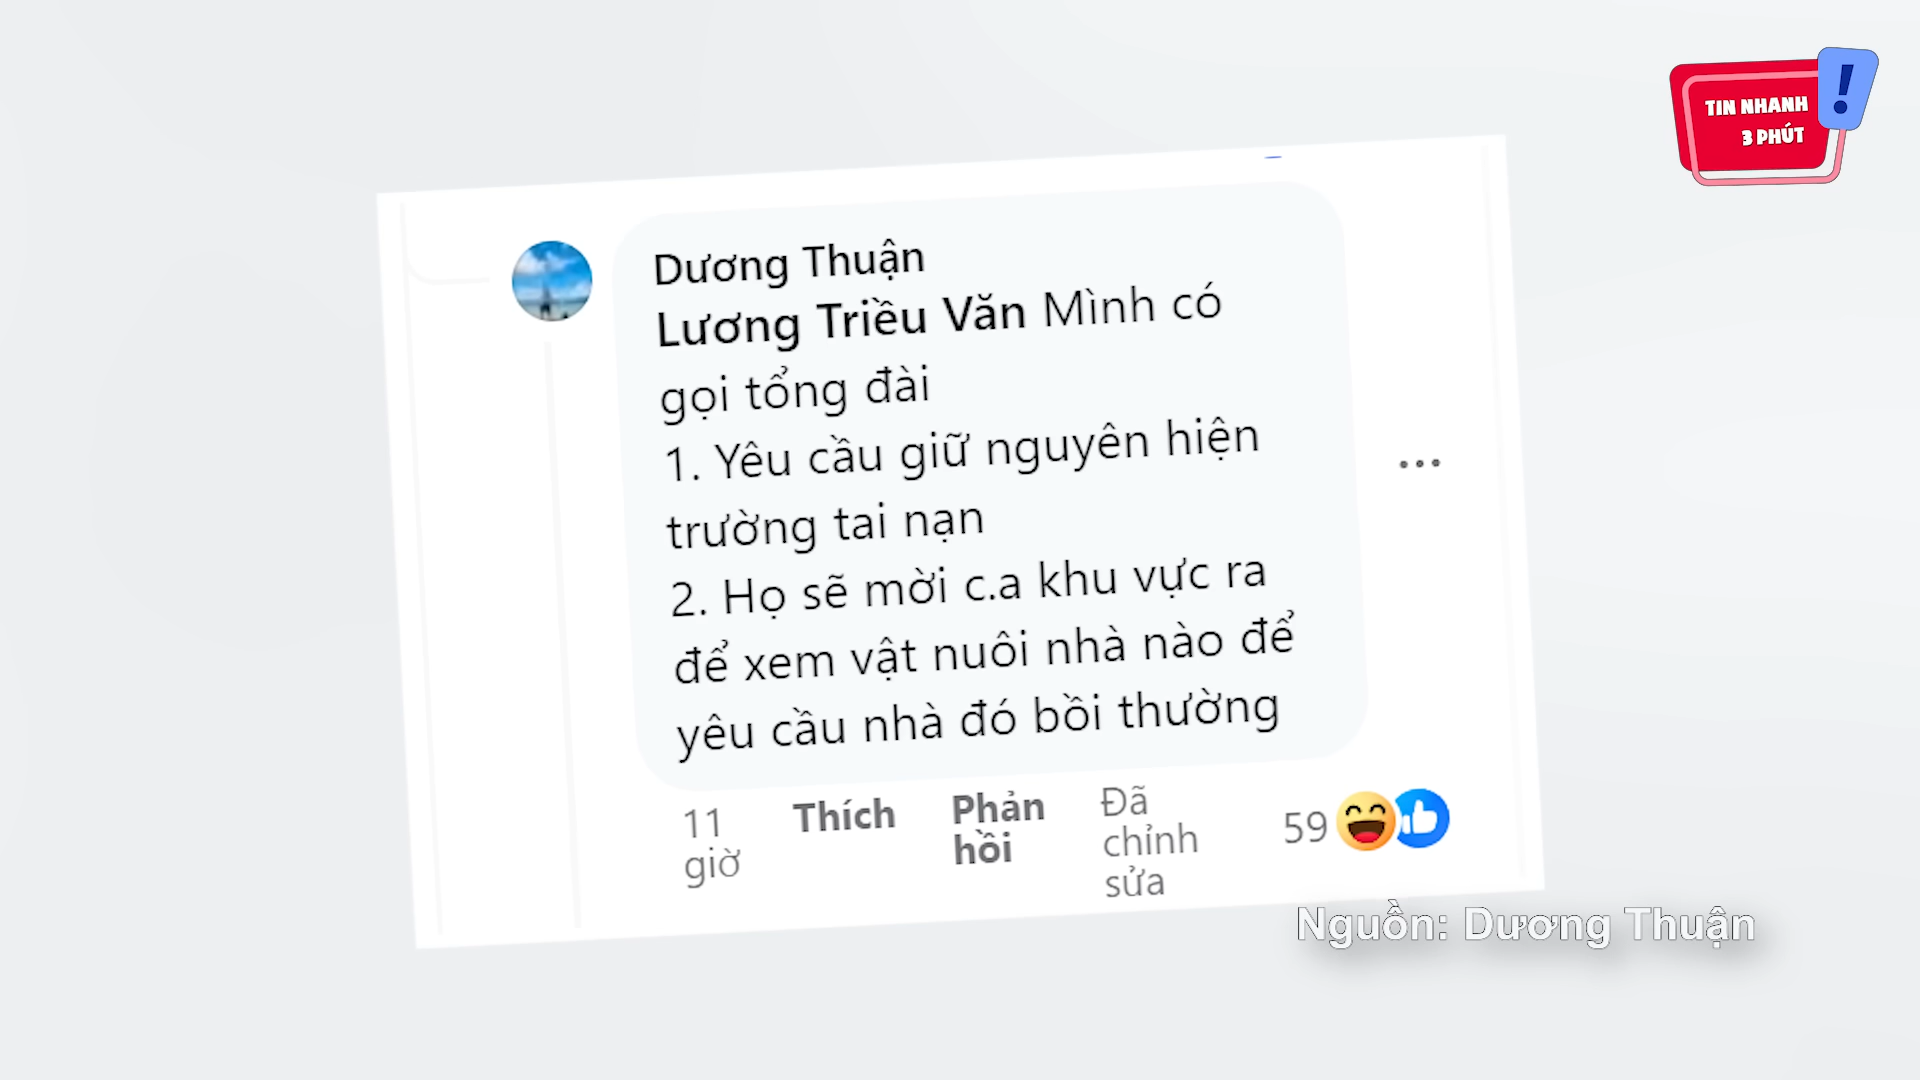 TIN NHANH
3 PHÚT
!
Dương Thuận
Lương Triều Văn Mình có
gọi tổng đài
1. Yêu cầu giữ nguyên hiện
trường tai nạn
2. Họ sẽ mời c.a khu vực ra
để xem vật nuôi nhà nào để
yêu cầu nhà đó bồi thường
11 giờ
Thích
Phản hồi
Đã chỉnh sửa
59
Nguồn: Dương Thuận